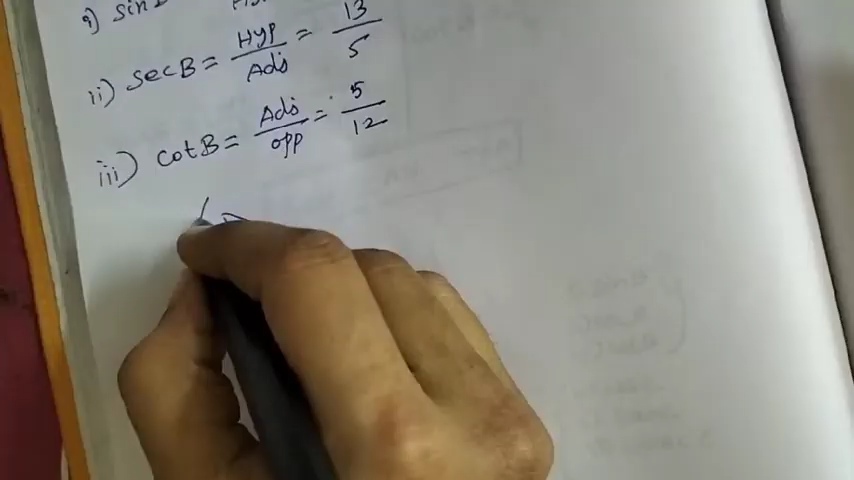 i) sin
ii) SecB = Hyp/Adj = 13/5
iii) CotB = Adj/opp = 5/12